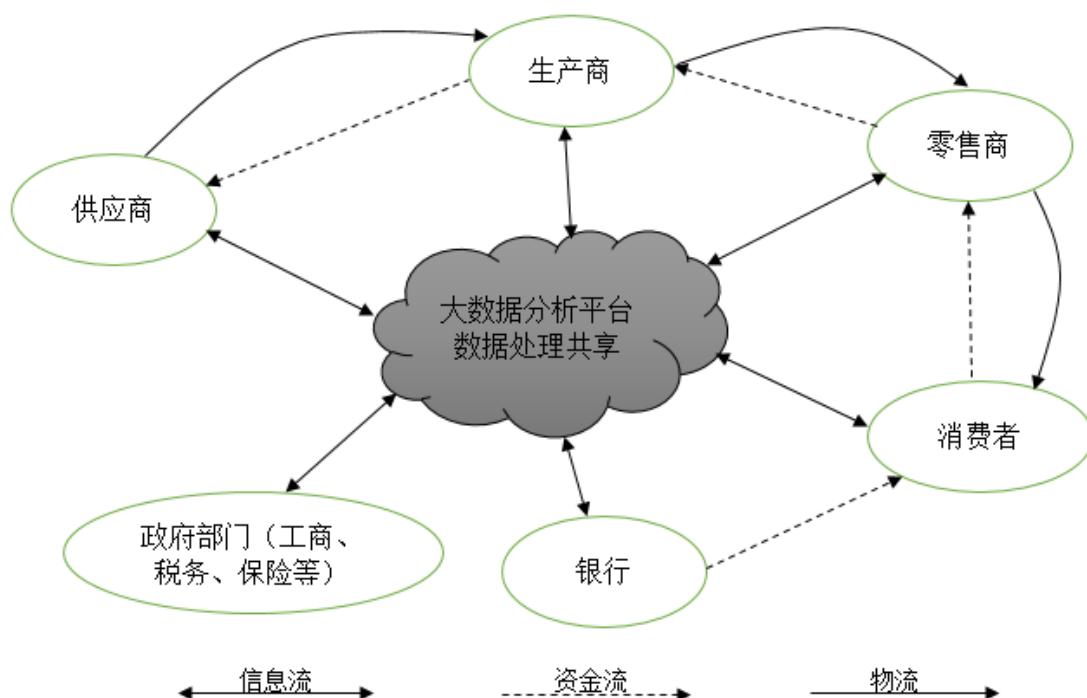 生产商
零售商
供应商
大数据分析平台
数据处理共享
消费者
政府部门（工商、
税务、保险等）
银行
信息流
资金流
物流